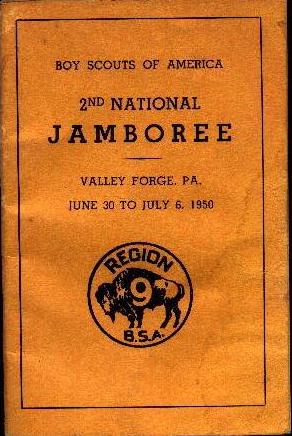 BOY SCOUTS OF AMERICA
2ND NATIONAL
JAMBOREE
VALLEY FORGE, PA.
JUNE 30 TO JULY 6, 1950
REGION
9
B.S.A.